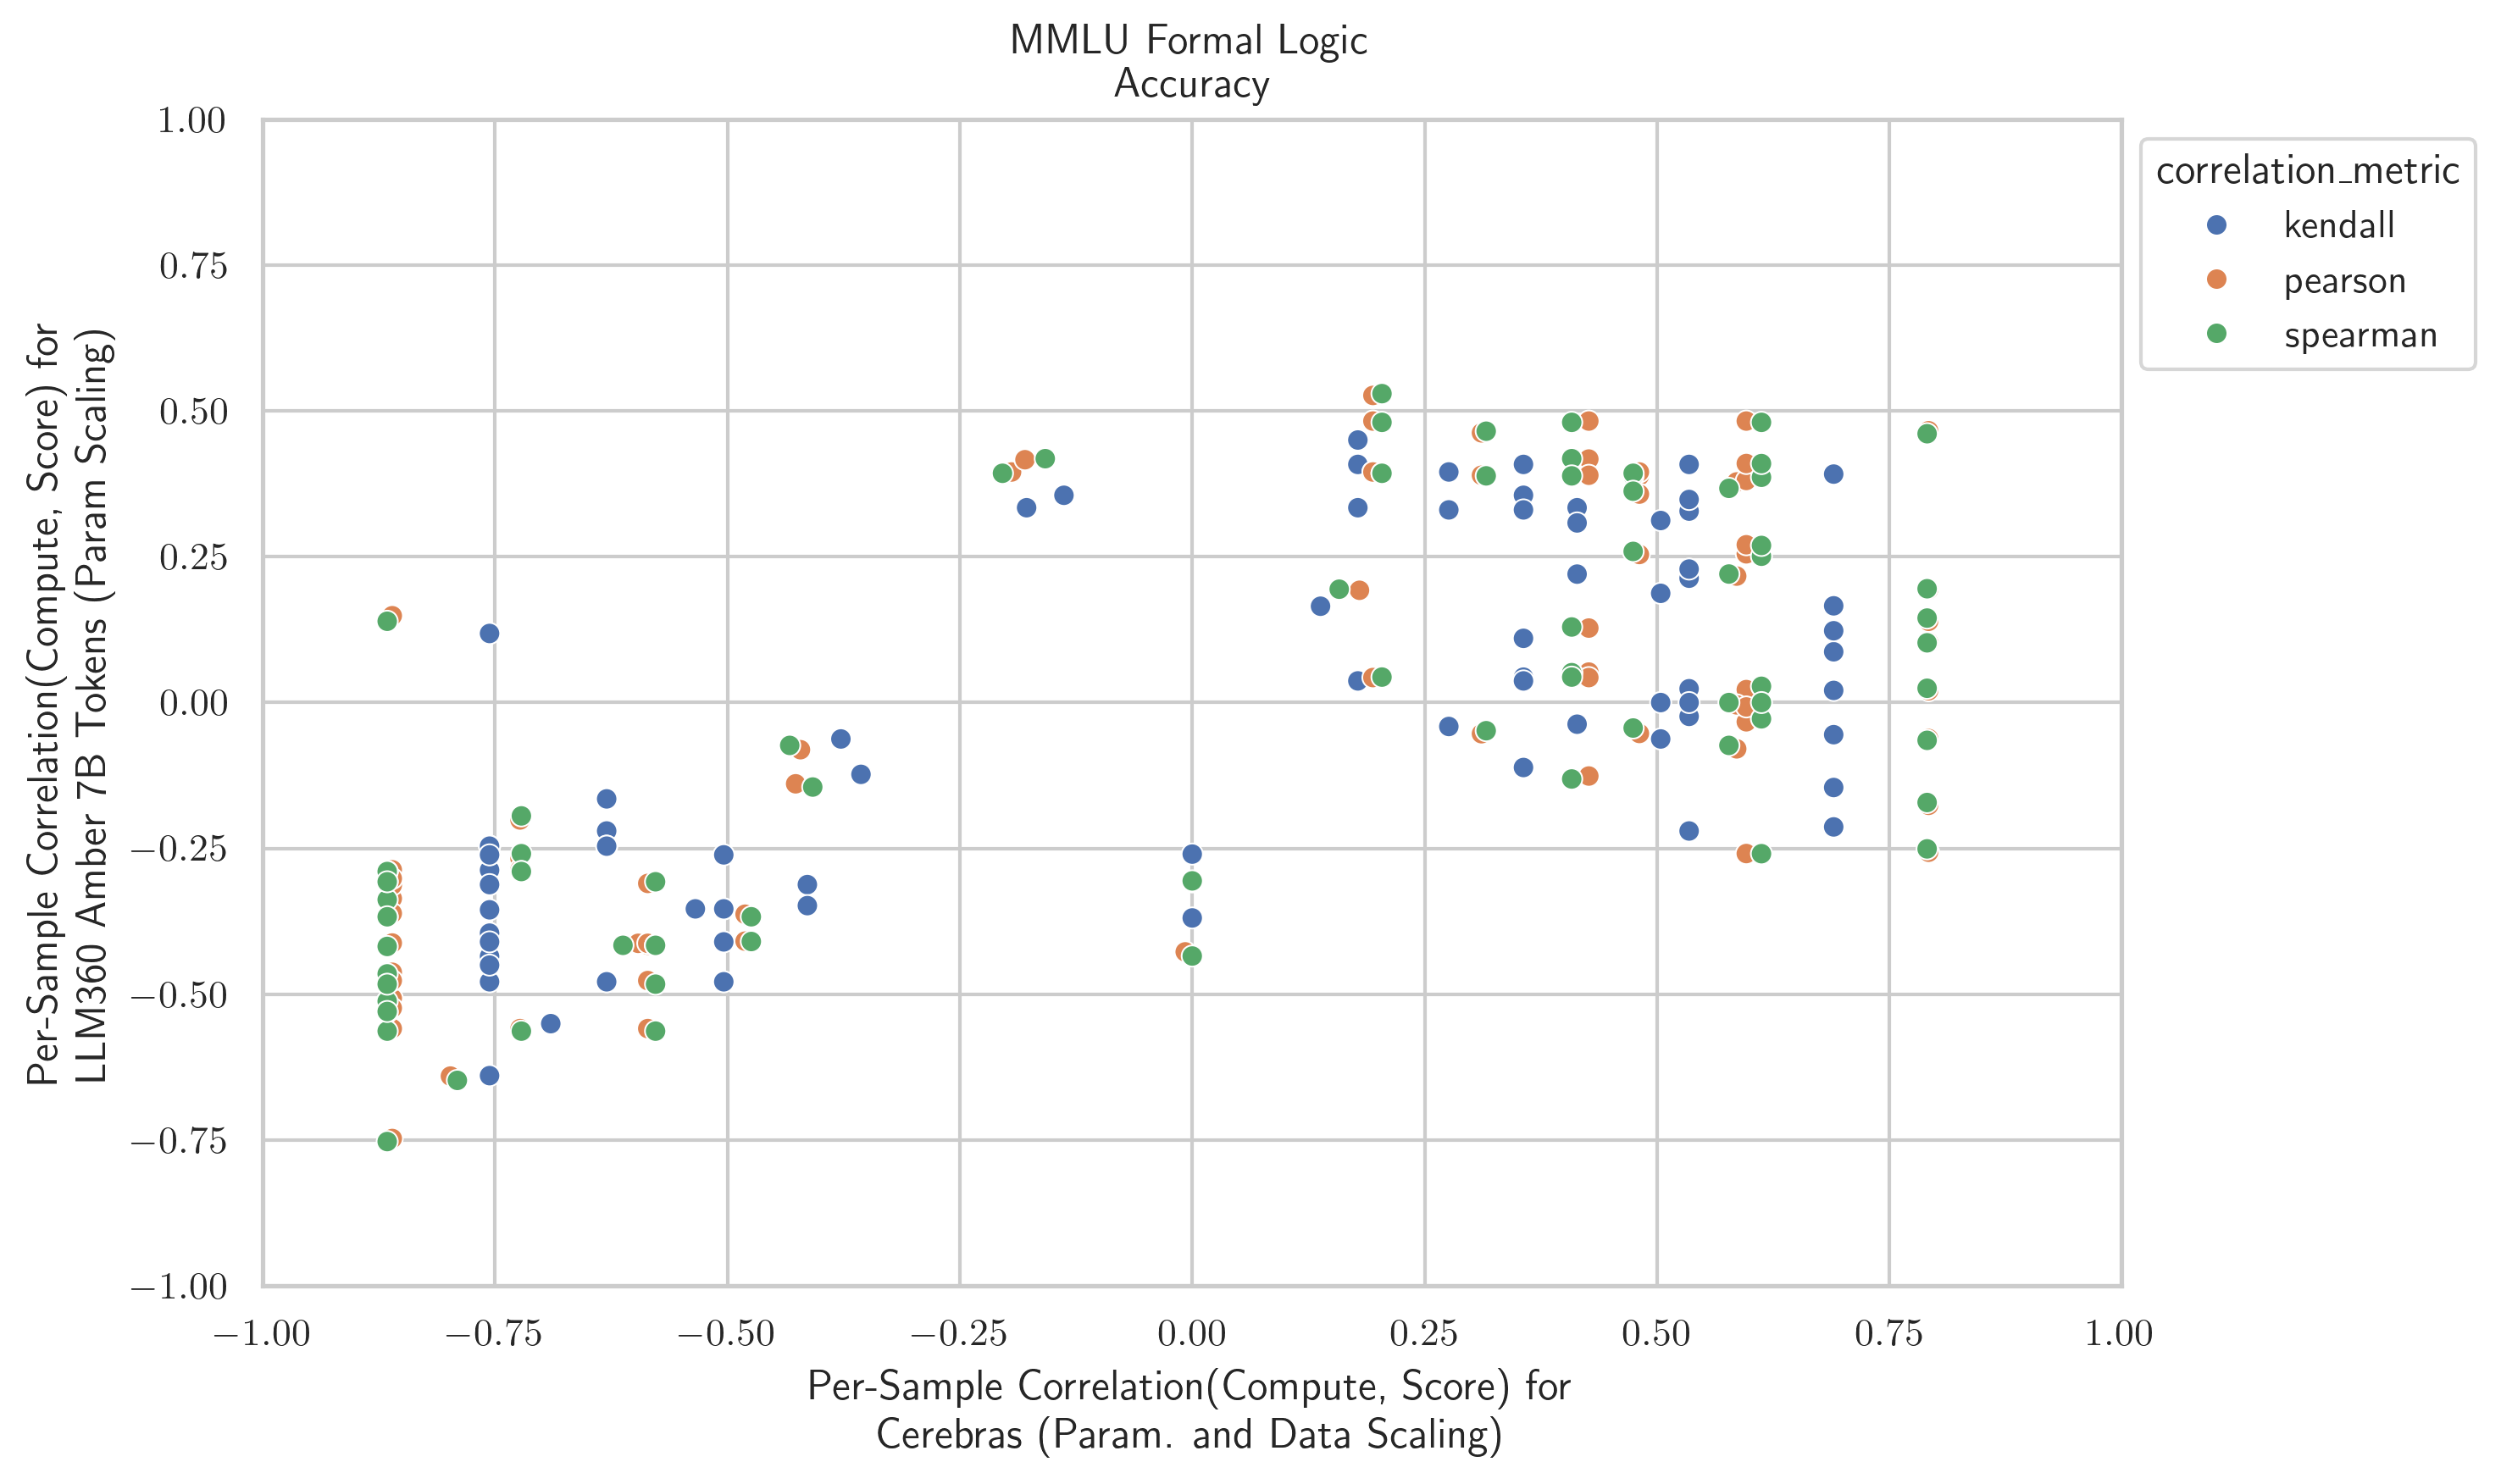 MMLU Formal Logic
Accuracy
1.00
0.75
0.50
0.25
0.00
−0.25
−0.50
−0.75
−1.00
Per-Sample Correlation(Compute, Score) for
LLM360 Amber 7B Tokens (Param Scaling)
correlation_metric
kendall
pearson
spearman
−1.00
−0.75
−0.50
−0.25
0.00
0.25
0.50
0.75
1.00
Per-Sample Correlation(Compute, Score) for
Cerebras (Param. and Data Scaling)